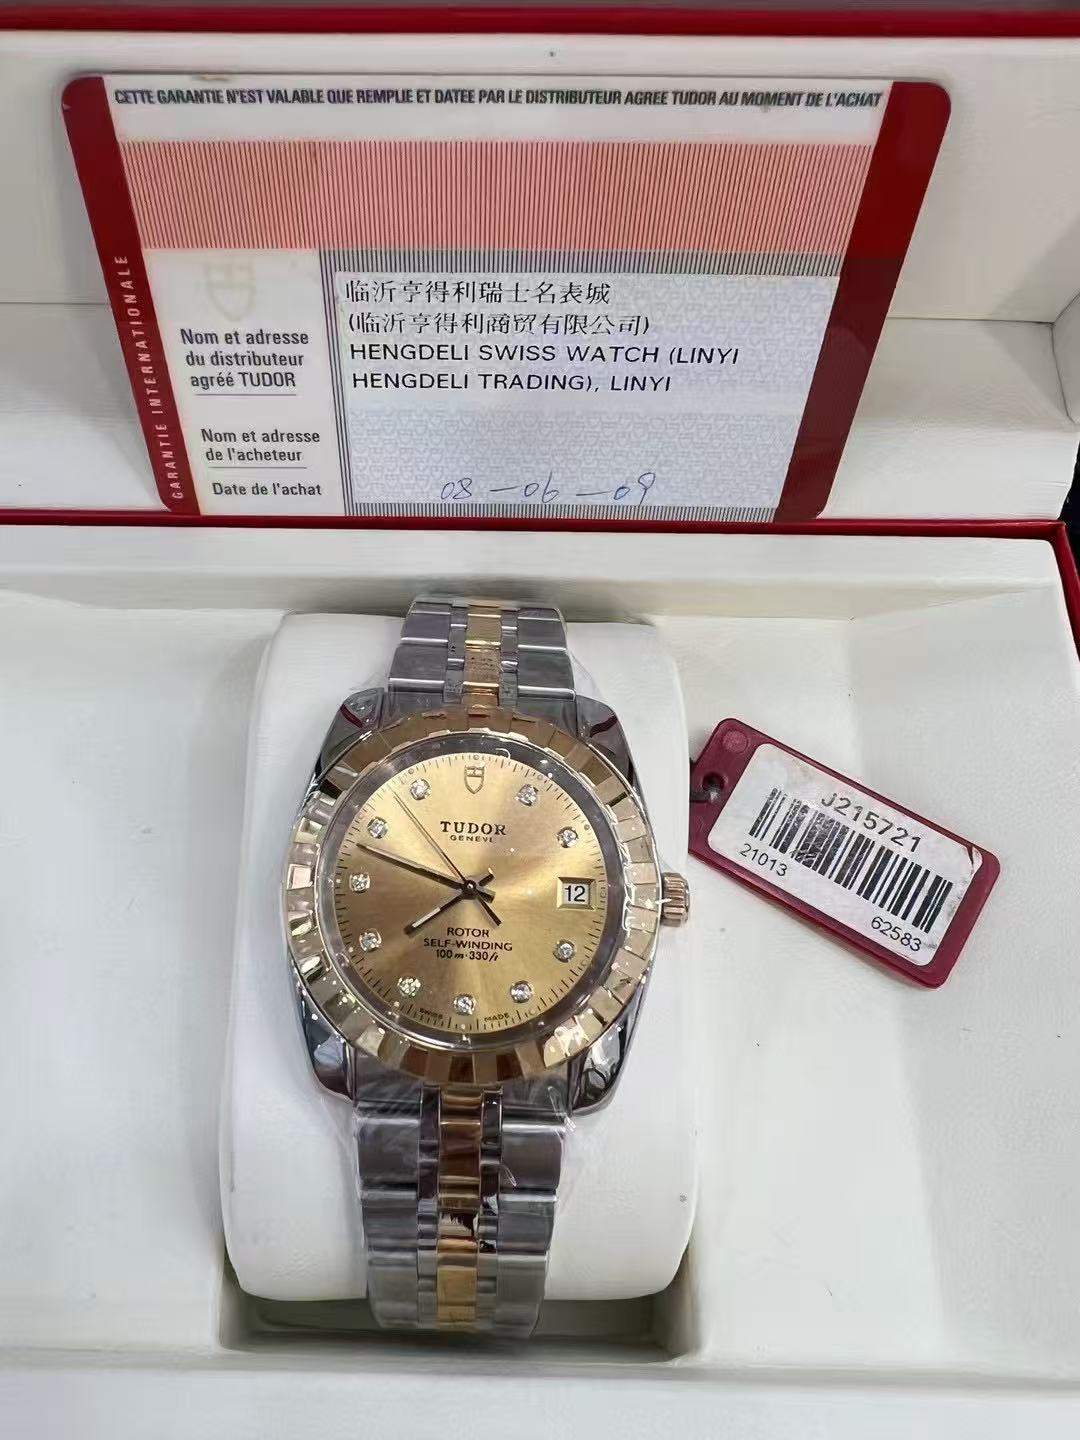 CETTE GARANTIE N'EST VALABLE QUE REMPLIE ET DATEE PAR LE DISTRIBUTEUR AGREE TUDOR AU MOMENT DE L'ACHAT
GARANTIE INTERNATIONALE
Nom et adresse
du distributeur
agréé TUDOR
临沂亨得利瑞士名表城
(临沂亨得利商贸有限公司)
HENGDELI SWISS WATCH (LINYI
HENGDELI TRADING), LINYI
Nom et adresse
de l'acheteur
Date de l'achat
08-06-09
TUDOR
GENEVE
12
ROTOR
SELF-WINDING
100m-330ft
SWISS MADE
J215721
21013
62583